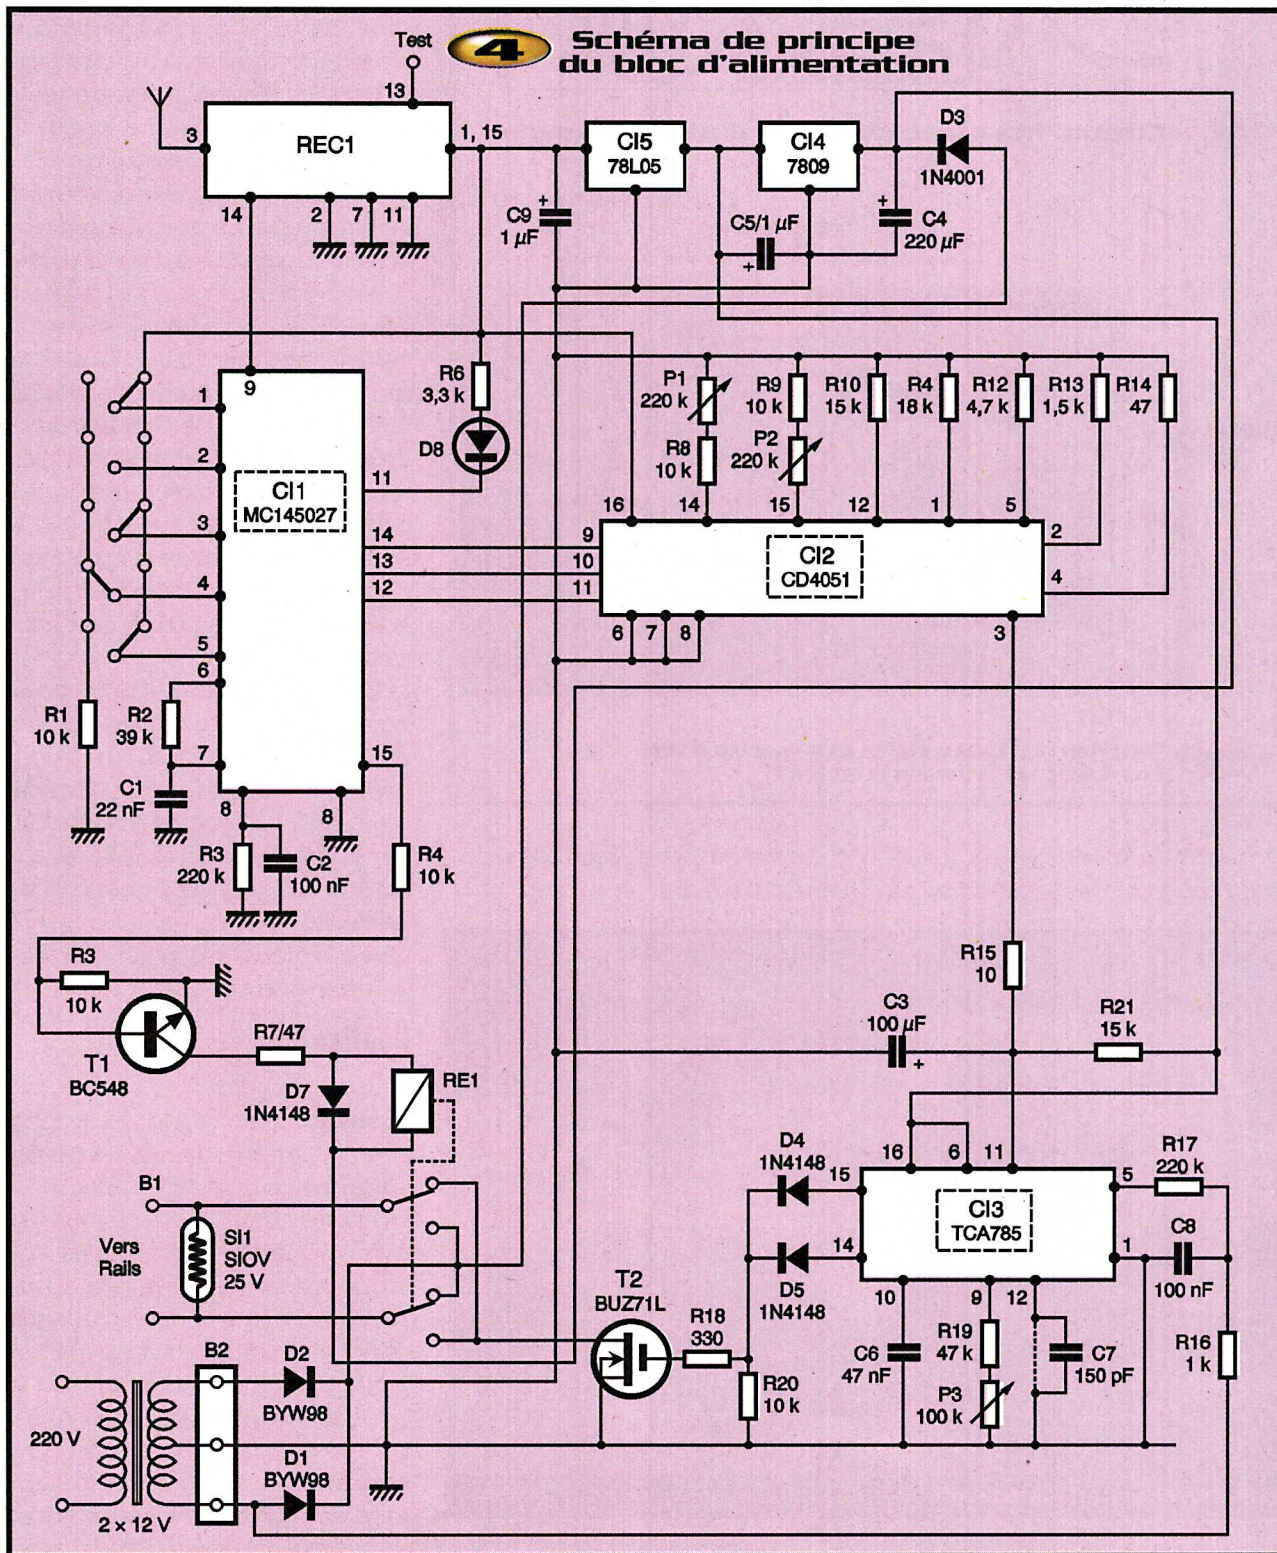 4
Schéma de principe
du bloc d'alimentation
Test
13
3
REC1
1, 15
14
2
7
11
CI5
78L05
CI4
7809
D3
1N4001
+
C9
1 µF
C5/1 µF
+
+
C4
220 µF
9
1
2
3
4
5
6
7
8
8
CI1
MC145027
11
14
13
12
15
R6
3,3 k
D8
P1
220 k
R8
10 k
R9
10 k
P2
220 k
R10
15 k
R4
18 k
R12
4,7 k
R13
1,5 k
R14
47
16
14
15
12
1
5
9
10
11
CI2
CD4051
2
4
6
7
8
3
R1
10 k
R2
39 k
C1
22 nF
R3
220 k
C2
100 nF
R4
10 k
R3
10 k
T1
BC548
R7/47
D7
1N4148
RE1
R15
10
C3
100 µF
+
R21
15 k
B1
Vers
Rails
SI1
SIOV
25 V
D4
1N4148
D5
1N4148
16
6
11
15
14
CI3
TCA785
5
1
10
9
12
R17
220 k
C8
100 nF
T2
BUZ71L
R18
330
R20
10 k
C6
47 nF
R19
47 k
P3
100 k
C7
150 pF
R16
1 k
B2
D2
BYW98
D1
BYW98
220 V
2 × 12 V